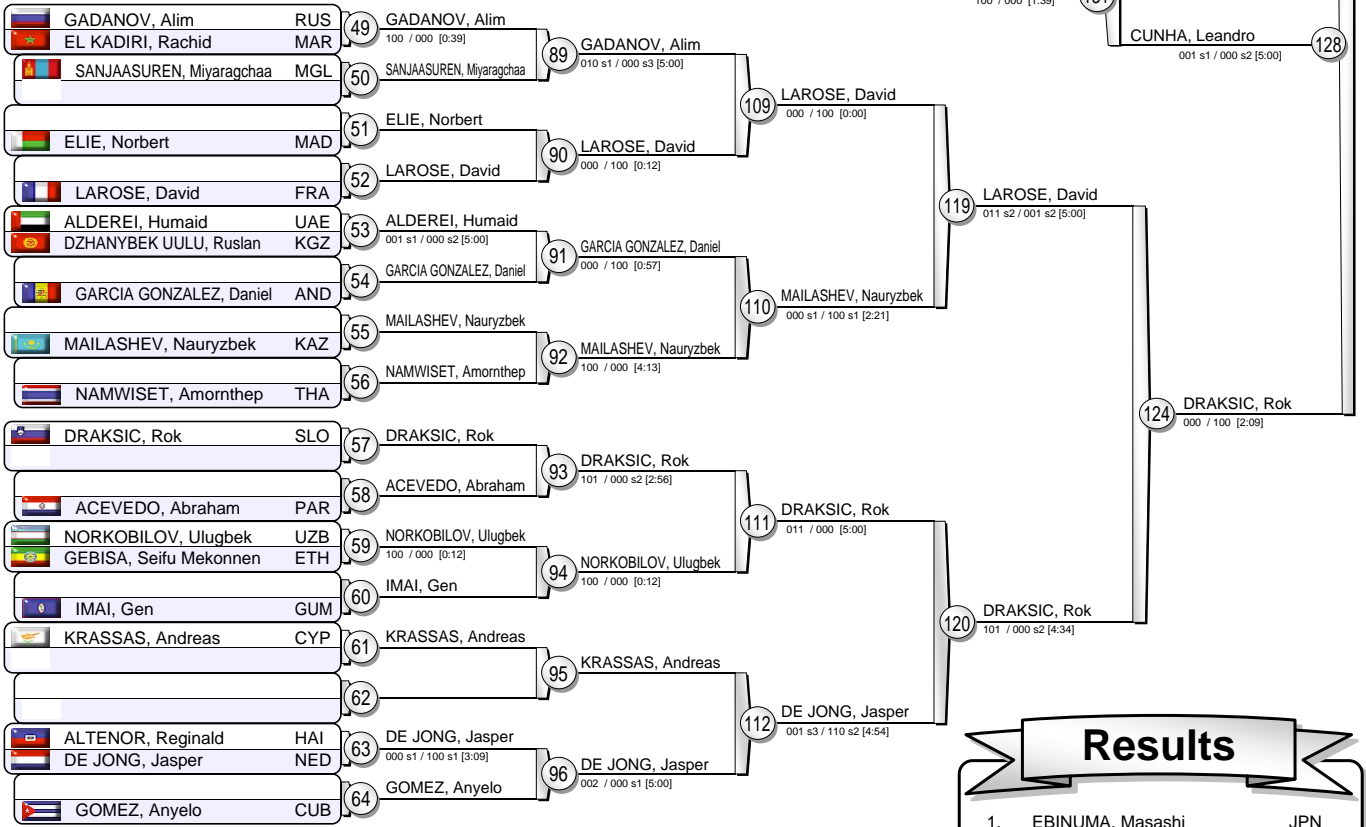 100 / 000 [1:39]
CUNHA, Leandro
001 s1 / 000 s2 [5:00]
128
GADANOV, Alim RUS
EL KADIRI, Rachid MAR
49
GADANOV, Alim
100 / 000 [0:39]
SANJAASUREN, Miyaragchaa MGL
50
SANJAASUREN, Miyaragchaa
89
GADANOV, Alim
010 s1 / 000 s3 [5:00]
ELIE, Norbert MAD
51
ELIE, Norbert
LAROSE, David FRA
52
LAROSE, David
90
LAROSE, David
000 / 100 [0:12]
109
LAROSE, David
000 / 100 [0:00]
ALDEREI, Humaid UAE
DZHANYBEK UULU, Ruslan KGZ
53
ALDEREI, Humaid
001 s1 / 000 s2 [5:00]
GARCIA GONZALEZ, Daniel AND
54
GARCIA GONZALEZ, Daniel
91
GARCIA GONZALEZ, Daniel
000 / 100 [0:57]
MAILASHEV, Nauryzbek KAZ
55
MAILASHEV, Nauryzbek
NAMWISET, Amornthep THA
56
NAMWISET, Amornthep
92
MAILASHEV, Nauryzbek
100 / 000 [4:13]
110
MAILASHEV, Nauryzbek
000 s1 / 100 s1 [2:21]
119
LAROSE, David
011 s2 / 001 s2 [5:00]
DRAKSIC, Rok SLO
57
DRAKSIC, Rok
ACEVEDO, Abraham PAR
58
ACEVEDO, Abraham
93
DRAKSIC, Rok
101 / 000 s2 [2:56]
NORKOBILOV, Ulugbek UZB
GEBISA, Seifu Mekonnen ETH
59
NORKOBILOV, Ulugbek
100 / 000 [0:12]
IMAI, Gen GUM
60
IMAI, Gen
94
NORKOBILOV, Ulugbek
100 / 000 [0:12]
111
DRAKSIC, Rok
011 / 000 [5:00]
KRASSAS, Andreas CYP
61
KRASSAS, Andreas
62
95
KRASSAS, Andreas
ALTENOR, Reginald HAI
DE JONG, Jasper NED
63
DE JONG, Jasper
000 s1 / 100 s1 [3:09]
GOMEZ, Anyelo CUB
64
GOMEZ, Anyelo
96
DE JONG, Jasper
002 / 000 s1 [5:00]
112
DE JONG, Jasper
001 s3 / 110 s2 [4:54]
120
DRAKSIC, Rok
101 / 000 s2 [4:34]
124
DRAKSIC, Rok
000 / 100 [2:09]
Results
1. EBINUMA, Masashi JPN